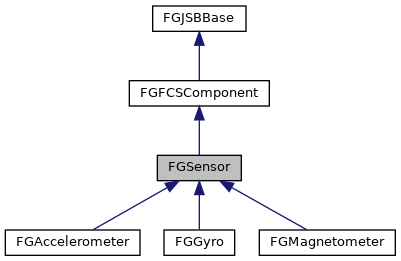 FGJSBBase
FGFCSComponent
FGSensor
FGAccelerometer FGGyro FGMagnetometer